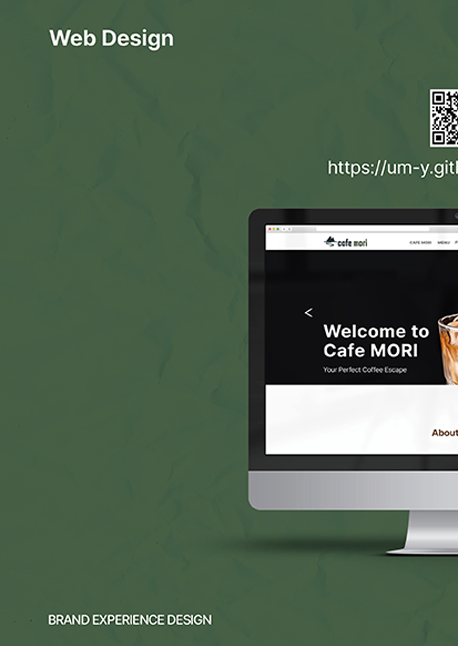 Web Design
https://um-y.gith
cafe mori
CAFE MORI MENU
<
Welcome to
Cafe MORI
Your Perfect Coffee Escape
About
BRAND EXPERIENCE DESIGN